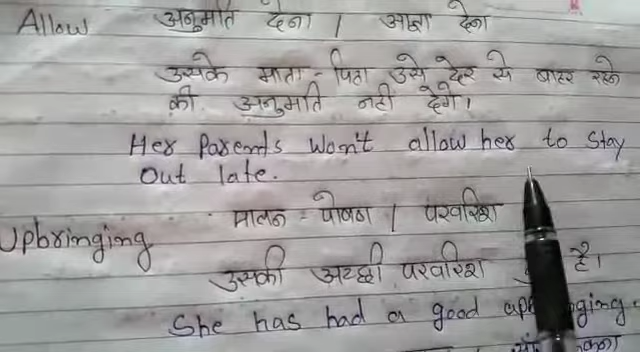 Allow अनुमति देना / आज्ञा देना
उसके माता-पिता उसे देर से बाहर रहने
की अनुमति नही देंगे।
Her Parents Won't allow her to Stay
Out late.
Upbringing पालन-पोषण / परवरिश
उसकी अच्छी परवरिश है।
She has had a good